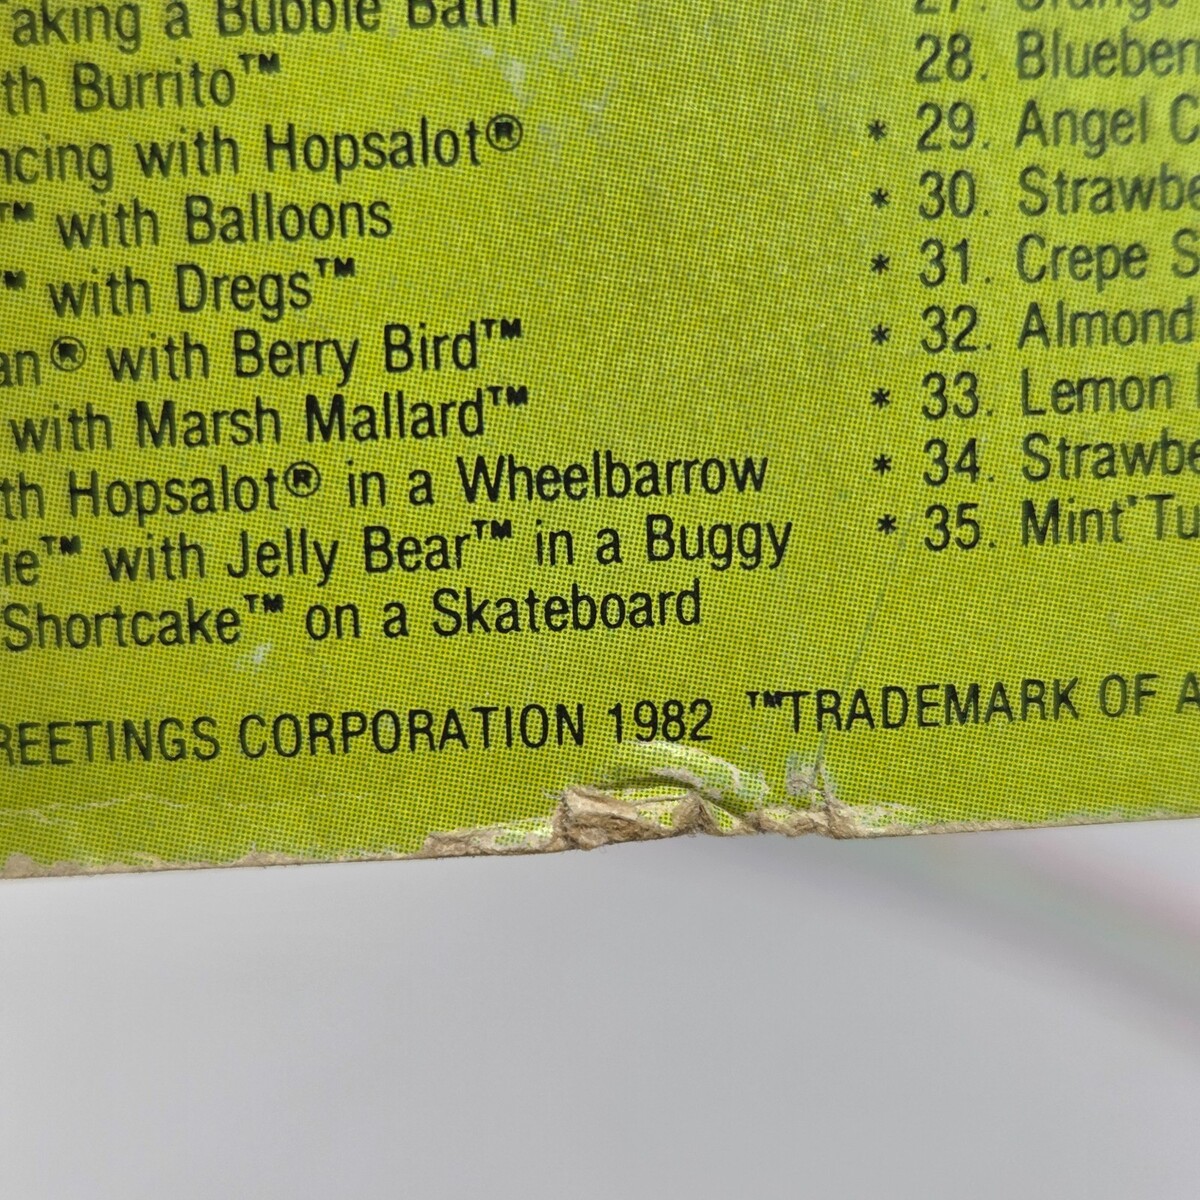 aking a Bubble Bath
th Burrito™
ncing with Hopsalot®
™ with Balloons
™ with Dregs™
an® with Berry Bird™
with Marsh Mallard™
th Hopsalot® in a Wheelbarrow
ie™ with Jelly Bear™ in a Buggy
Shortcake™ on a Skateboard
27. Orange
28. Blueber
* 29. Angel C
* 30. Strawbe
* 31. Crepe S
* 32. Almond
* 33. Lemon
* 34. Strawbe
* 35. Mint Tu
REETINGS CORPORATION 1982 ™TRADEMARK OF A